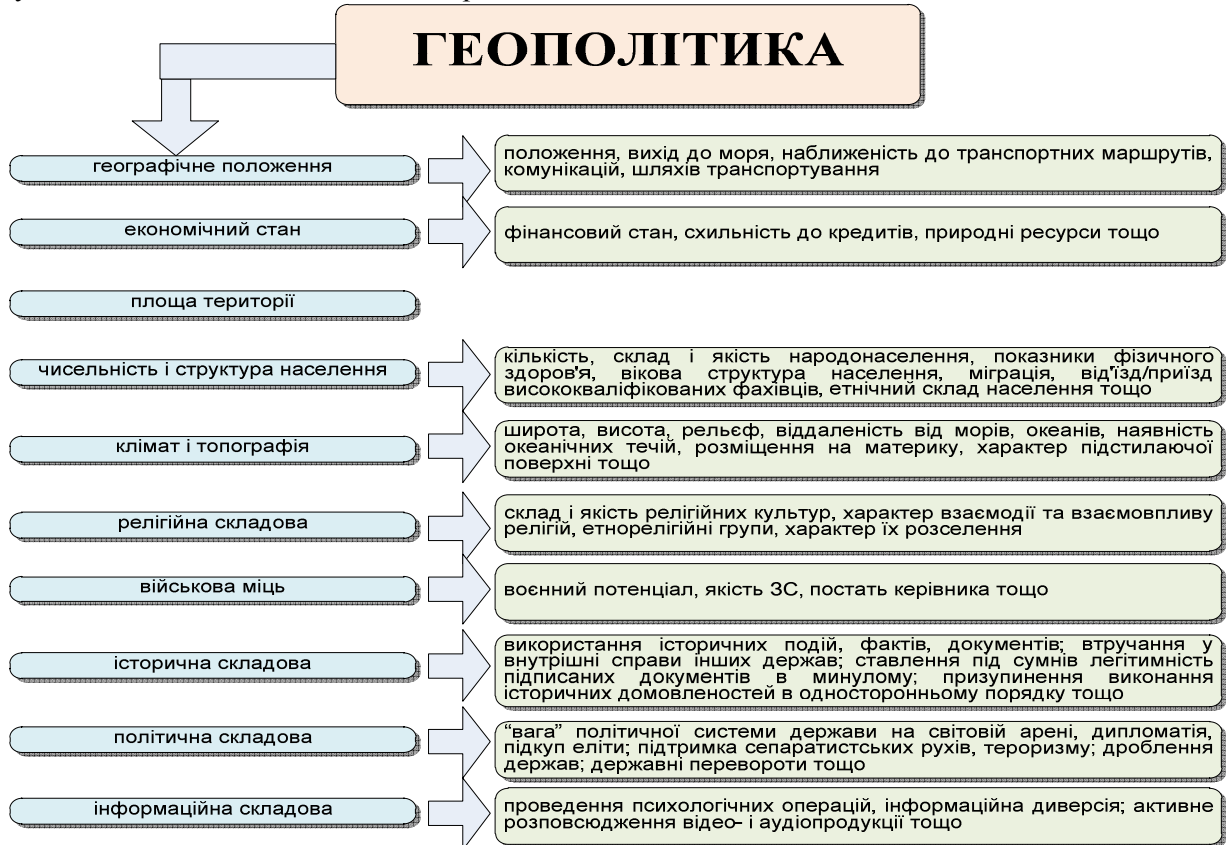 ГЕОПОЛІТИКА
географічне положення
положення, вихід до моря, наближеність до транспортних маршрутів,
комунікацій, шляхів транспортування
економічний стан
фінансовий стан, схильність до кредитів, природні ресурси тощо
площа території
чисельність і структура населення
кількість, склад і якість народонаселення, показники фізичного
здоров'я, вікова структура населення, міграція, від'їзд/приїзд
висококваліфікованих фахівців, етнічний склад населення тощо
клімат і топографія
широта, висота, рельєф, віддаленість від морів, океанів, наявність
океанічних течій, розміщення на материку, характер підстилаючої
поверхні тощо
релігійна складова
склад і якість релігійних культур, характер взаємодії та взаємовпливу
релігій, етнорелігійні групи, характер їх розселення
військова міць
воєнний потенціал, якість ЗС, постать керівника тощо
історична складова
використання історичних подій, фактів, документів; втручання у
внутрішні справи інших держав; ставлення під сумнів легітимність
підписаних документів в минулому; призупинення виконання
історичних домовленостей в односторонньому порядку тощо
політична складова
“вага” політичної системи держави на світовій арені, дипломатія,
підкуп еліти; підтримка сепаратистських рухів, тероризму; дроблення
держав; державні перевороти тощо
інформаційна складова
проведення психологічних операцій, інформаційна диверсія; активне
розповсюдження відео- і аудіопродукції тощо